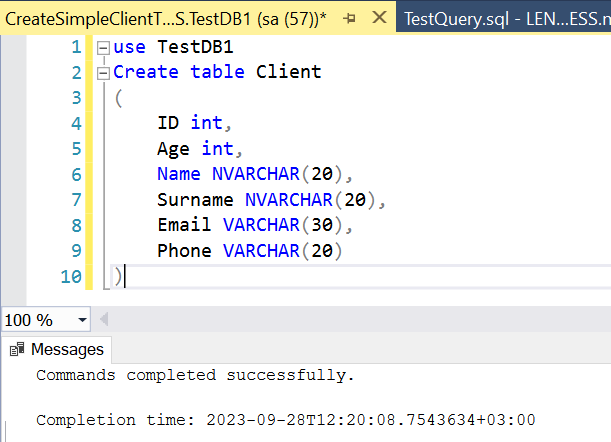 CreateSimpleClientT...S.TestDB1 (sa (57))* TestQuery.sql - LEN...ESS.n
1 use TestDB1
2 Create table Client
3 (
4 ID int,
5 Age int,
6 Name NVARCHAR(20),
7 Surname NVARCHAR(20),
8 Email VARCHAR(30),
9 Phone VARCHAR(20)
10 )
100 %
Messages
Commands completed successfully.
Completion time: 2023-09-28T12:20:08.7543634+03:00